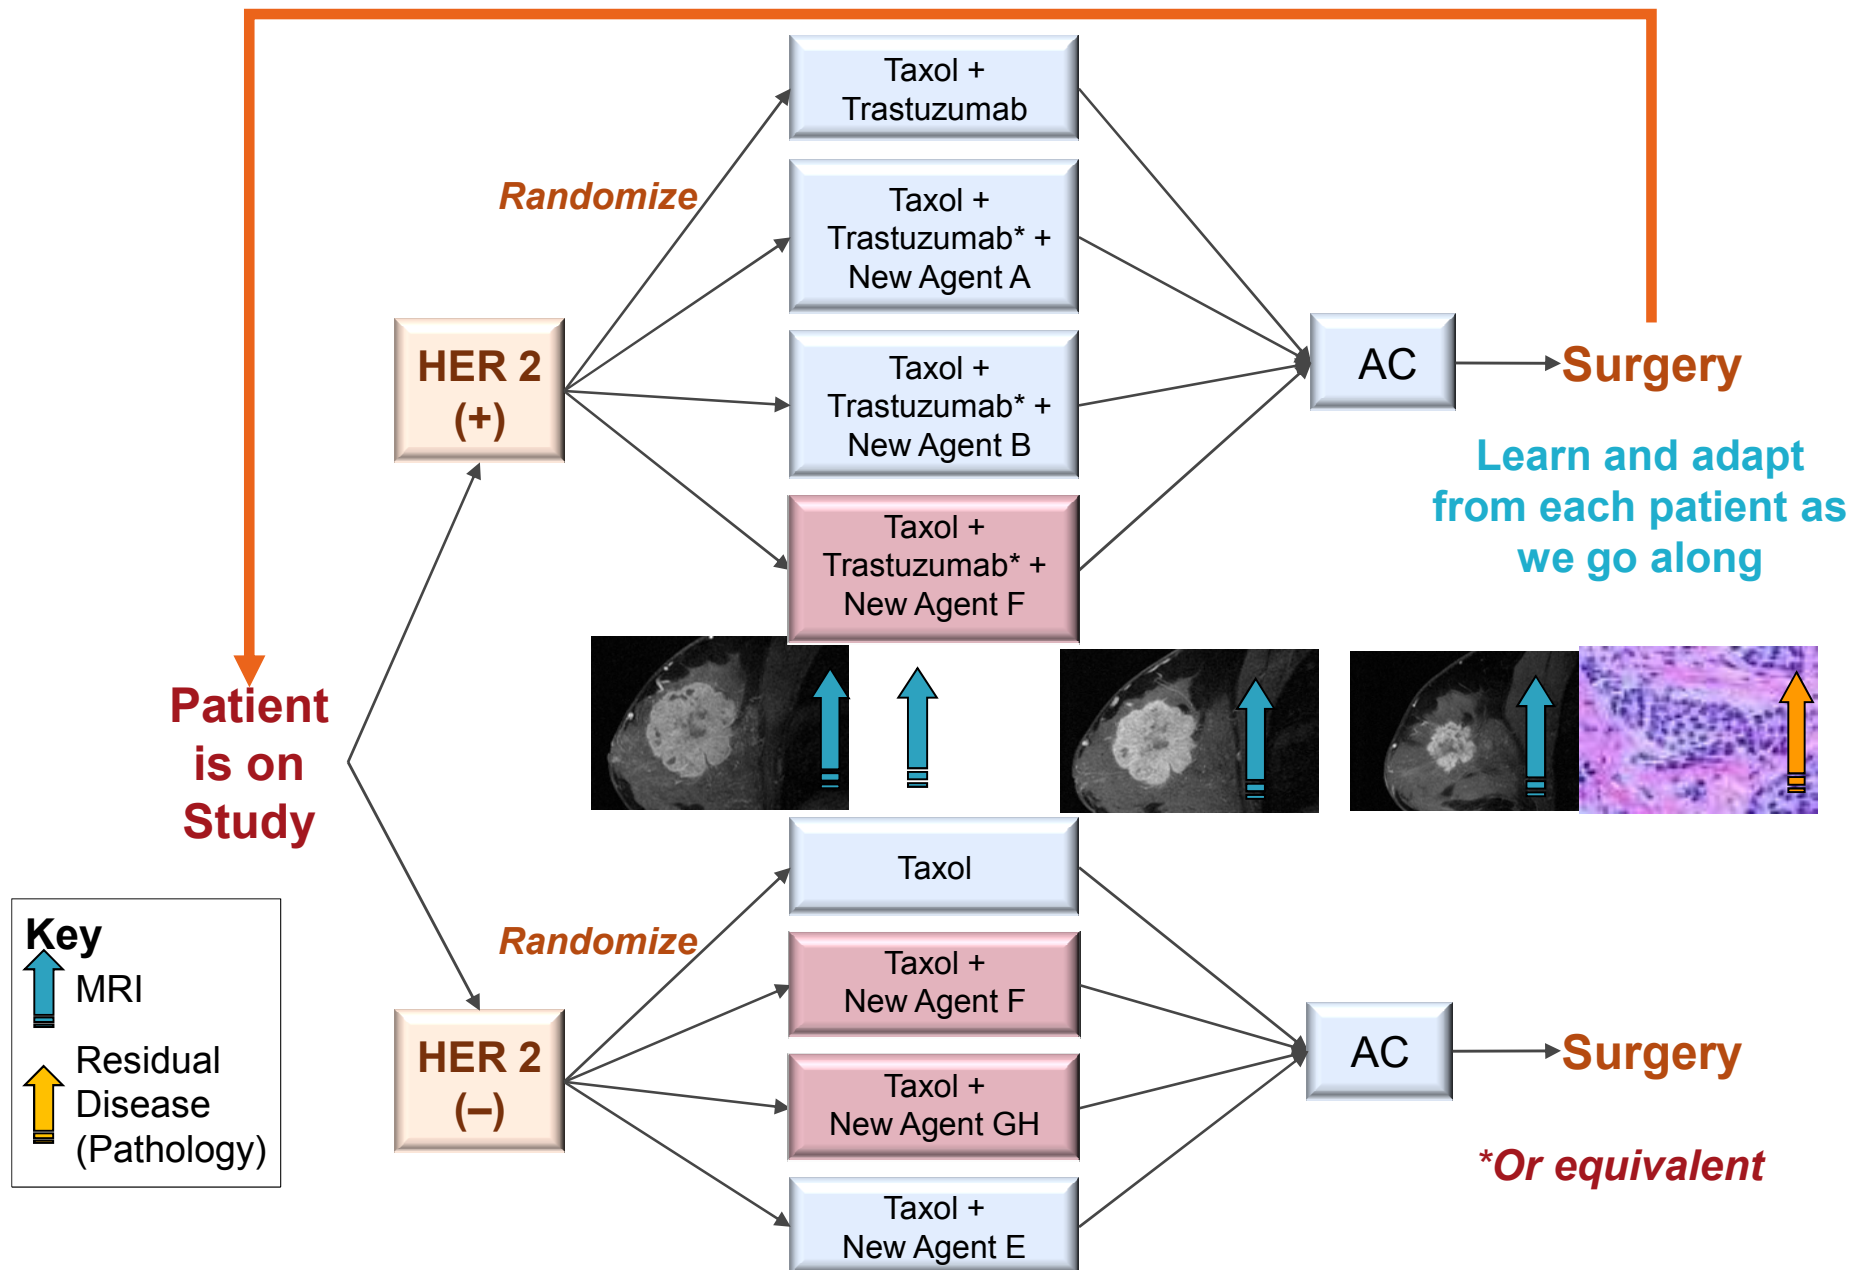 Taxol +
Trastuzumab
Randomize
Taxol +
Trastuzumab* +
New Agent A
HER 2
(+)
Taxol +
Trastuzumab* +
New Agent B
AC
Surgery
Learn and adapt
from each patient as
we go along
Taxol +
Trastuzumab* +
New Agent F
Patient
is on
Study
Taxol
Randomize
Key
MRI
Residual
Disease
(Pathology)
Taxol +
New Agent F
HER 2
(–)
Taxol +
New Agent GH
AC
Surgery
*Or equivalent
Taxol +
New Agent E